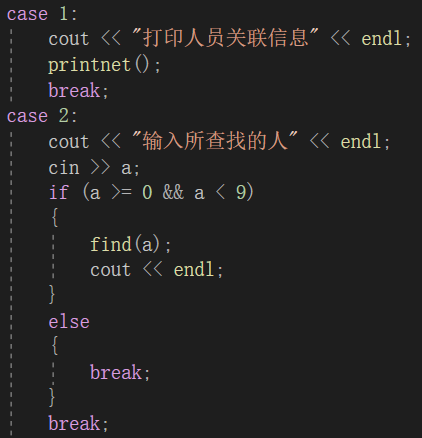 case 1:
cout << "打印人员关联信息" << endl;
printnet();
break;
case 2:
cout << "输入所查找的人" << endl;
cin >> a;
if (a >= 0 && a < 9)
{
find(a);
cout << endl;
}
else
{
break;
}
break;